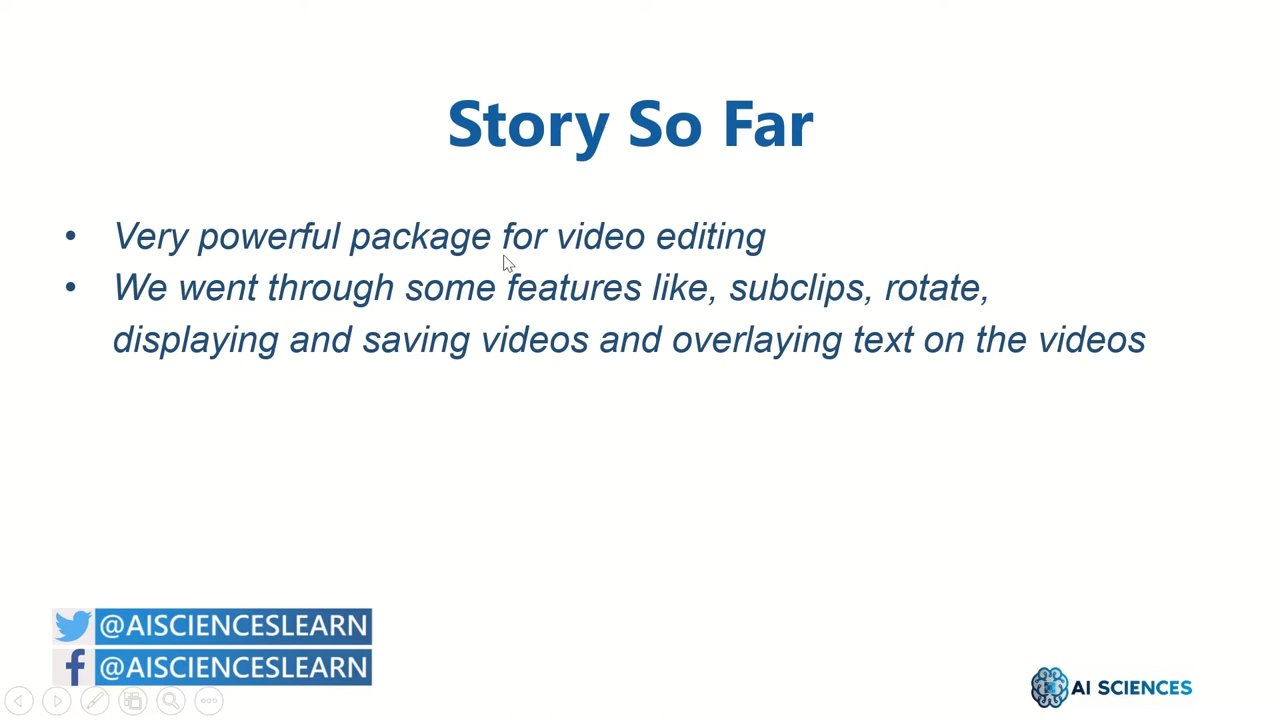 Story So Far
• Very powerful package for video editing
• We went through some features like, subclips, rotate,
displaying and saving videos and overlaying text on the videos
@AISCIENCESLEARN
@AISCIENCESLEARN
AI SCIENCES